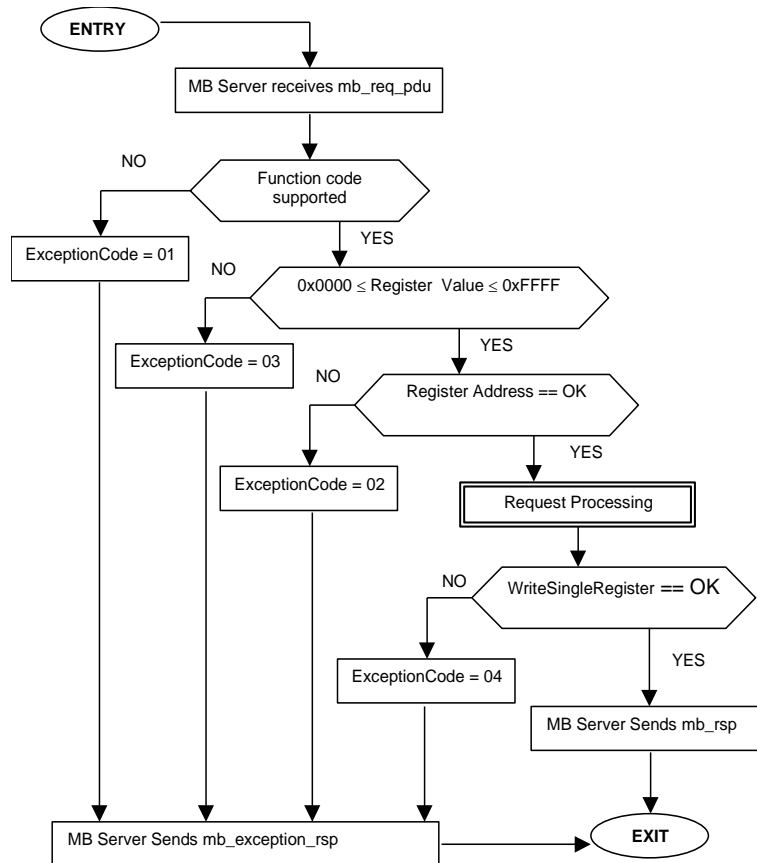 ENTRY
MB Server receives mb_req_pdu
NO
Function code
supported
YES
ExceptionCode = 01
NO
0x0000 ≤ Register Value ≤ 0xFFFF
YES
ExceptionCode = 03
NO
Register Address == OK
YES
ExceptionCode = 02
Request Processing
NO
WriteSingleRegister == OK
YES
ExceptionCode = 04
MB Server Sends mb_rsp
MB Server Sends mb_exception_rsp
EXIT